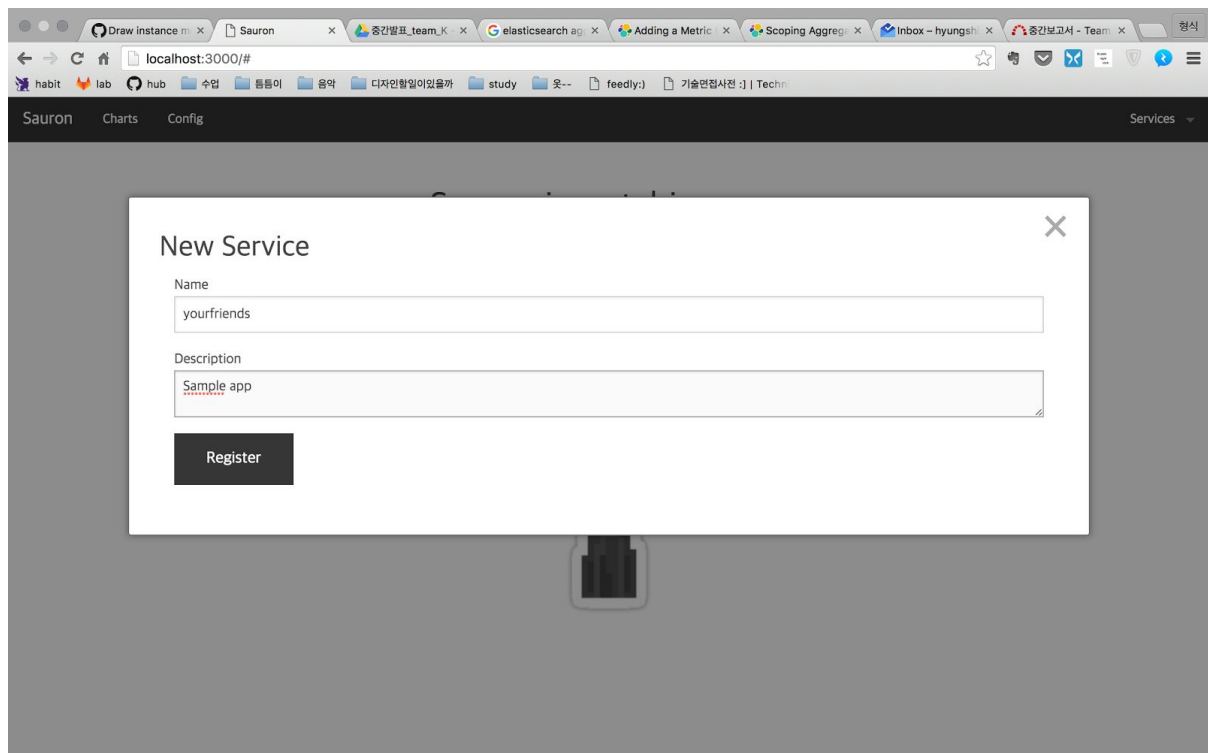 Draw instance m
Sauron
중간발표_team_K
elasticsearch ag
Adding a Metric
Scoping Aggrega
Inbox – hyungsh
중간보고서 - Team
형식
localhost:3000/#
habit
lab
hub
수업
틈틈이
음악
디자인할일이있을까
study
옷--
feedly:)
기술면접사전 :] | Techn
Sauron Charts Config Services
New Service
Name
yourfriends
Description
Sample app
Register